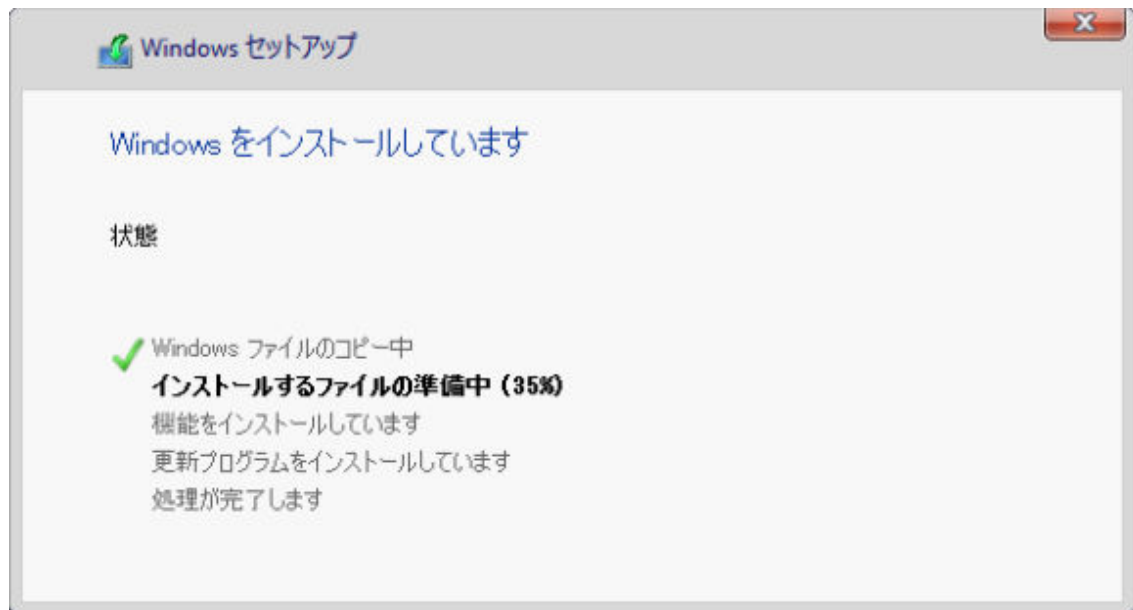 Windows セットアップ
Windows をインストールしています
状態
Windows ファイルのコピー中
インストールするファイルの準備中 (35%)
機能をインストールしています
更新プログラムをインストールしています
処理が完了します